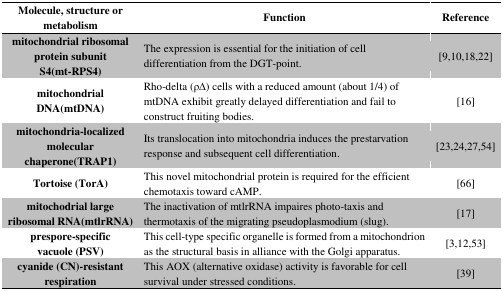 Molecule, structure or metabolism Function Reference
mitochondrial ribosomal protein subunit S4(mt-RPS4) The expression is essential for the initiation of cell differentiation from the DGT-point. [9,10,18,22]
mitochondrial DNA(mtDNA) Rho-delta (ρΔ) cells with a reduced amount (about 1/4) of mtDNA exhibit greatly delayed differentiation and fail to construct fruiting bodies. [16]
mitochondria-localized molecular chaperone(TRAP1) Its translocation into mitochondria induces the prestarvation response and subsequent cell differentiation. [23,24,27,54]
Tortoise (TorA) This novel mitochondrial protein is required for the efficient chemotaxis toward cAMP. [66]
mitochodrial large ribosomal RNA(mtlrRNA) The inactivation of mtlrRNA impaires photo-taxis and thermotaxis of the migrating pseudoplasmodium (slug). [17]
prespore-specific vacuole (PSV) This cell-type specific organelle is formed from a mitochondrion as the structural basis in alliance with the Golgi apparatus. [3,12,53]
cyanide (CN)-resistant respiration This AOX (alternative oxidase) activity is favorable for cell survival under stressed conditions. [39]